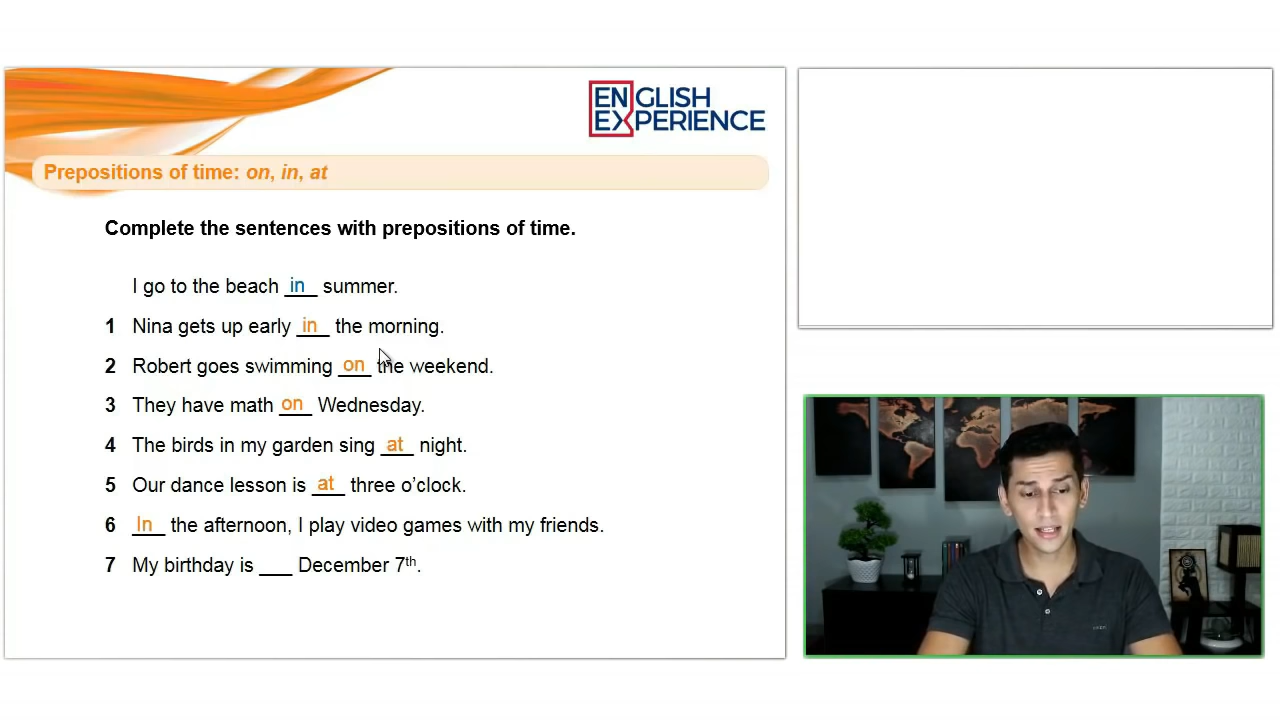 ENGLISH
EXPERIENCE
Prepositions of time: on, in, at
Complete the sentences with prepositions of time.
I go to the beach in summer.
1 Nina gets up early in the morning.
2 Robert goes swimming on the weekend.
3 They have math on Wednesday.
4 The birds in my garden sing at night.
5 Our dance lesson is at three o’clock.
6 In the afternoon, I play video games with my friends.
7 My birthday is ___ December 7th.